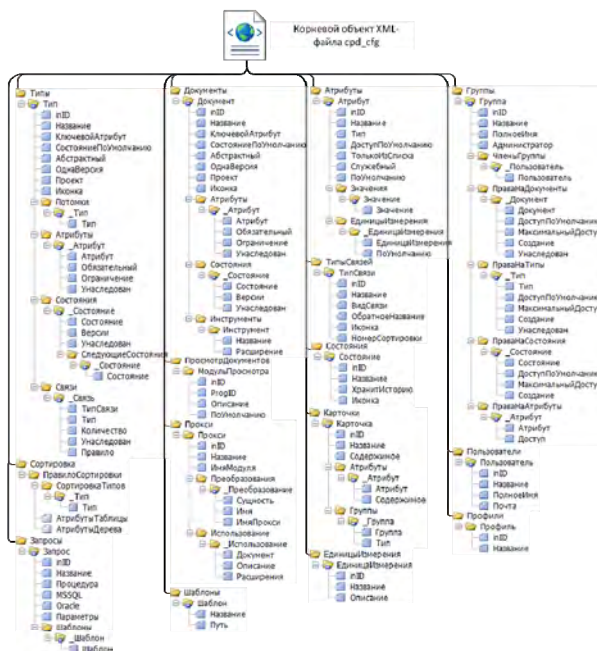 Корневой объект XML-
файла cpd_cfg
Типы
Тип
inID
Название
КлючевойАтрибут
СостояниеПоУмолчанию
Абстрактный
ОднаВерсия
Проект
Иконка
Потомки
_Тип
Тип
Атрибуты
_Атрибут
Атрибут
Обязательный
Ограничение
Унаследован
Состояния
_Состояние
Состояние
Версии
Унаследован
СледующиеСостояния
_Состояние
Состояние
Связи
_Связь
ТипСвязи
Тип
Количество
Унаследован
Правило
Сортировка
ПравилоСортировки
СортировкаТипов
_Тип
Тип
АтрибутыТаблицы
АтрибутыДерева
Запросы
Запрос
inID
Название
Процедура
MSSQL
Oracle
Параметры
Шаблоны
_Шаблон
Шаблон
Документы
Документ
inID
Название
КлючевойАтрибут
СостояниеПоУмолчанию
Абстрактный
ОднаВерсия
Проект
Иконка
Атрибуты
_Атрибут
Атрибут
Обязательный
Ограничение
Унаследован
Состояния
_Состояние
Состояние
Версии
Унаследован
Инструменты
Инструмент
Название
Расширение
ПросмотрДокументов
МодульПросмотра
inID
ProgID
Описание
ПоУмолчанию
Прокси
Прокси
inID
Название
ИмяМодуля
Преобразования
_Преобразование
Сущность
Имя
ИмяПрокси
Использование
_Использование
Документ
Описание
Расширения
Шаблоны
Шаблон
Название
Путь
Атрибуты
Атрибут
inID
Название
Тип
ДоступПоУмолчанию
ТолькоИзСписка
Служебный
ПоУмолчанию
Значения
Значение
Значение
ЕдиницыИзмерения
_ЕдиницаИзмерения
ЕдиницаИзмерения
ПоУмолчанию
ТипыСвязей
ТипСвязи
inID
Название
ВидСвязи
ОбратноеНазвание
Иконка
НомерСортировки
Состояния
Состояние
inID
Название
ХранитИсторию
Иконка
Карточки
Карточка
inID
Название
Содержимое
Атрибуты
_Атрибут
Атрибут
Содержимое
Группы
_Группа
Группа
Тип
ЕдиницыИзмерения
ЕдиницаИзмерения
inID
Название
Описание
Группы
Группа
inID
Название
ПолноеИмя
Администратор
ЧленыГруппы
_Пользователь
Пользователь
ПраваНаДокументы
_Документ
Документ
ДоступПоУмолчанию
МаксимальныйДосту
Создание
Унаследован
ПраваНаТипы
_Тип
Тип
ДоступПоУмолчанию
МаксимальныйДосту
Создание
Унаследован
ПраваНаСостояния
_Состояние
Состояние
ДоступПоУмолчанию
МаксимальныйДосту
Создание
ПраваНаАтрибуты
_Атрибут
Атрибут
Доступ
Пользователи
Пользователь
inID
Название
ПолноеИмя
Почта
Профили
Профиль
inID
Название